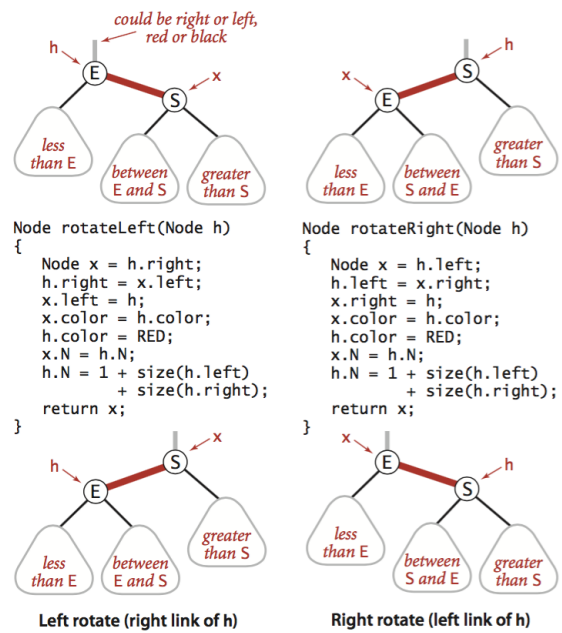 could be right or left,
red or black
h
E
x
S
less
than E
between
E and S
greater
than S
Node rotateLeft(Node h)
{
Node x = h.right;
h.right = x.left;
x.left = h;
x.color = h.color;
h.color = RED;
x.N = h.N;
h.N = 1 + size(h.left)
+ size(h.right);
return x;
}
x
S
h
E
greater
than S
less
than E
between
E and S
Left rotate (right link of h)
h
S
x
E
greater
than S
less
than E
between
S and E
Node rotateRight(Node h)
{
Node x = h.left;
h.left = x.right;
x.right = h;
x.color = h.color;
h.color = RED;
x.N = h.N;
h.N = 1 + size(h.left)
+ size(h.right);
return x;
}
x
E
h
S
less
than E
between
S and E
greater
than S
Right rotate (left link of h)